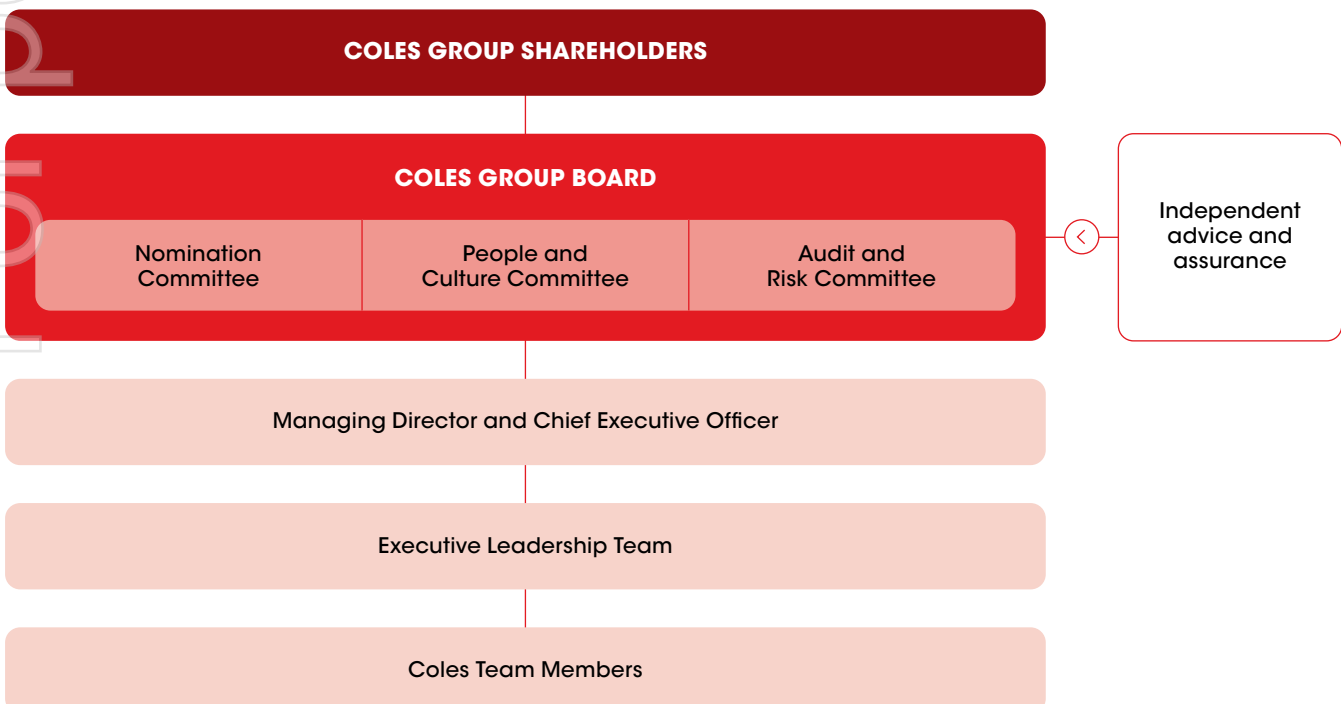 COLES GROUP SHAREHOLDERS
COLES GROUP BOARD
Nomination
Committee
People and
Culture Committee
Audit and
Risk Committee
Independent
advice and
assurance
Managing Director and Chief Executive Officer
Executive Leadership Team
Coles Team Members